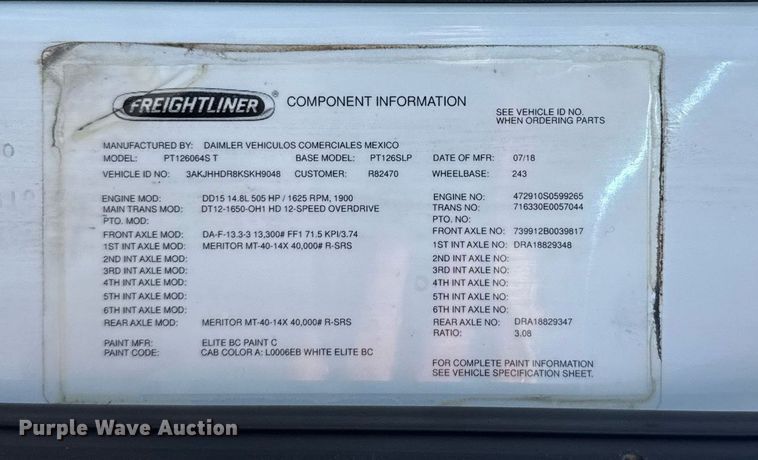 FREIGHTLINER® COMPONENT INFORMATION
SEE VEHICLE ID NO.
WHEN ORDERING PARTS
MANUFACTURED BY: DAIMLER VEHICULOS COMERCIALES MEXICO
MODEL: PT126064S T BASE MODEL: PT126SLP DATE OF MFR: 07/18
VEHICLE ID NO: 3AKJHHDR8KSKH9048 CUSTOMER: R82470 WHEELBASE: 243
ENGINE MOD: DD15 14.8L 505 HP / 1625 RPM, 1900 ENGINE NO: 472910S0599265
MAIN TRANS MOD: DT12-1650-OH1 HD 12-SPEED OVERDRIVE TRANS NO: 716330E0057044
PTO. MOD: PTO. NO:
FRONT AXLE MOD: DA-F-13.3-3 13,300# FF1 71.5 KPI/3.74 FRONT AXLE NO: 739912B0039817
1ST INT AXLE MOD: MERITOR MT-40-14X 40,000# R-SRS 1ST INT AXLE NO: DRA18829348
2ND INT AXLE MOD: 2ND INT AXLE NO:
3RD INT AXLE MOD: 3RD INT AXLE NO:
4TH INT AXLE MOD: 4TH INT AXLE NO:
5TH INT AXLE MOD: 5TH INT AXLE NO:
6TH INT AXLE MOD: 6TH INT AXLE NO:
REAR AXLE MOD: MERITOR MT-40-14X 40,000# R-SRS REAR AXLE NO: DRA18829347
RATIO: 3.08
PAINT MFR: ELITE BC PAINT C
PAINT CODE: CAB COLOR A: L0006EB WHITE ELITE BC
FOR COMPLETE PAINT INFORMATION
SEE VEHICLE SPECIFICATION SHEET.
Purple Wave Auction